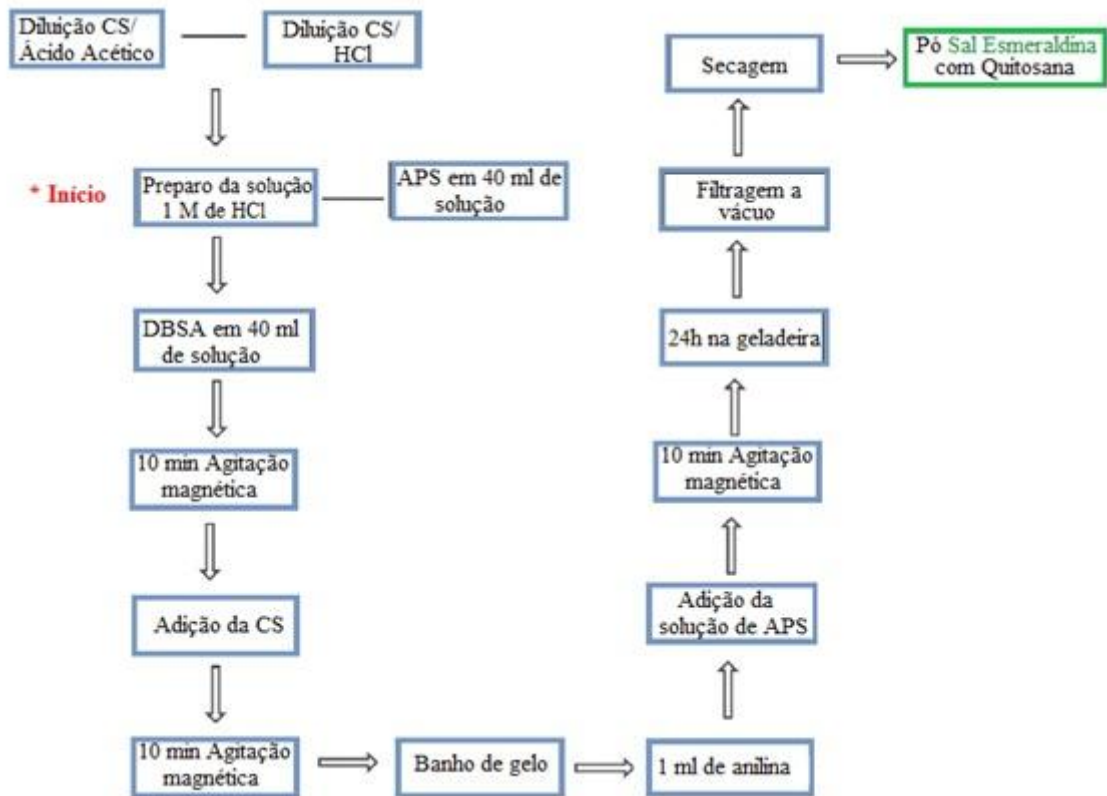 Diluição CS/
Ácido Acético
Diluição CS/
HCl
* Início
Preparo da solução
1 M de HCl
APS em 40 ml de
solução
DBSA em 40 ml
de solução
10 min Agitação
magnética
Adição da CS
10 min Agitação
magnética
Banho de gelo
1 ml de anilina
Adição da
solução de APS
10 min Agitação
magnética
24h na geladeira
Filtragem a
vácuo
Secagem
Pó Sal Esmeraldina
com Quitosana